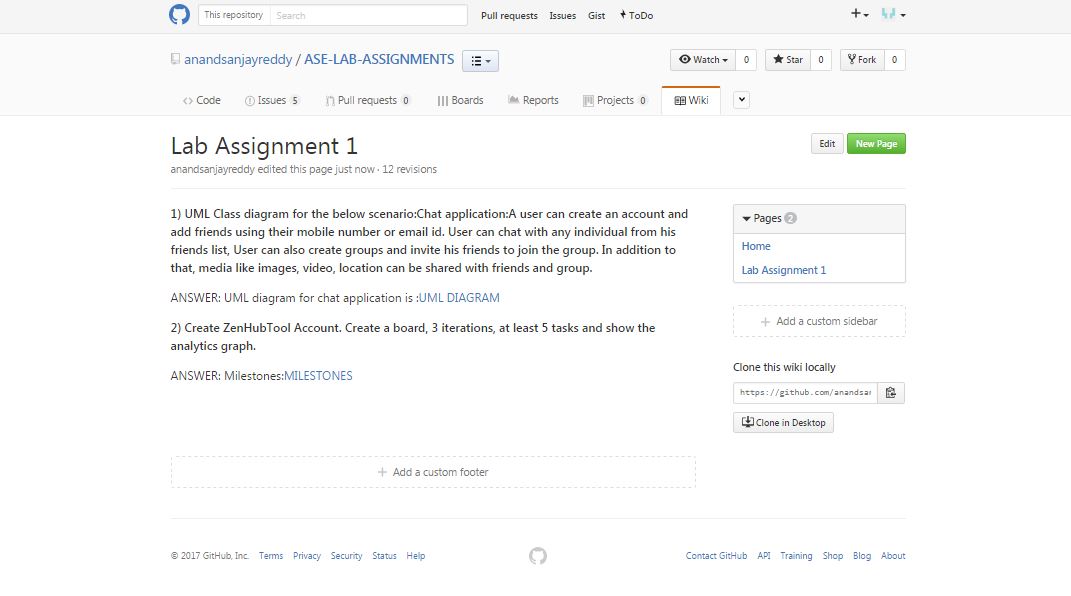 This repository Search Pull requests Issues Gist ToDo
anandsanjayreddy / ASE-LAB-ASSIGNMENTS Watch 0 Star 0 Fork 0
Code Issues 5 Pull requests 0 Boards Reports Projects 0 Wiki
Lab Assignment 1 Edit New Page
anandsanjayreddy edited this page just now · 12 revisions
1) UML Class diagram for the below scenario:Chat application:A user can create an account and
add friends using their mobile number or email id. User can chat with any individual from his
friends list, User can also create groups and invite his friends to join the group. In addition to
that, media like images, video, location can be shared with friends and group.
ANSWER: UML diagram for chat application is :UML DIAGRAM
2) Create ZenHubTool Account. Create a board, 3 iterations, at least 5 tasks and show the
analytics graph.
ANSWER: Milestones:MILESTONES
Pages 2
Home
Lab Assignment 1
+ Add a custom sidebar
Clone this wiki locally
https://github.com/anandsan
Clone in Desktop
+ Add a custom footer
© 2017 GitHub, Inc. Terms Privacy Security Status Help Contact GitHub API Training Shop Blog About